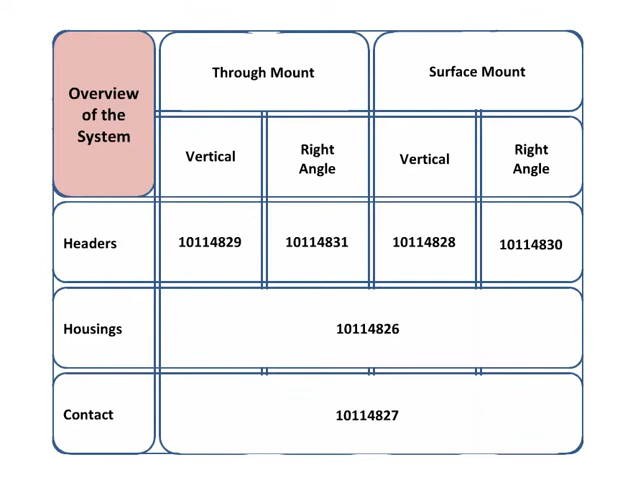 Overview
of the
System
Through Mount
Surface Mount
Vertical
Right
Angle
Vertical
Right
Angle
Headers
10114829
10114831
10114828
10114830
Housings
10114826
Contact
10114827